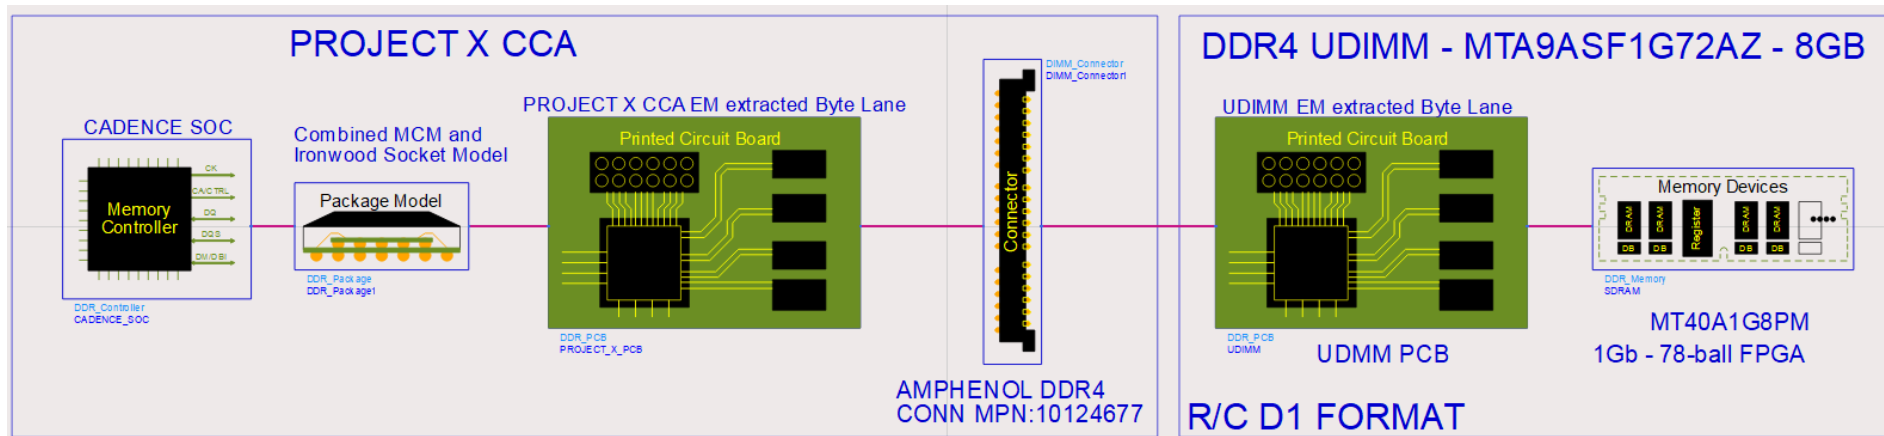 PROJECT X CCA
CADENCE SOC
Memory
Controller
CK
CA/CTRL
DQ
DQS
DM/DBI
DDR_Controller
CADENCE_SOC
Combined MCM and
Ironwood Socket Model
Package Model
DDR_Package
DDR_Package1
PROJECT X CCA EM extracted Byte Lane
Printed Circuit Board
DDR_PCB
PROJECT_X_PCB
DIMM_Connector
DIMM_Connector1
Connector
AMPHENOL DDR4
CONN MPN:10124677
DDR4 UDIMM - MTA9ASF1G72AZ - 8GB
UDIMM EM extracted Byte Lane
Printed Circuit Board
DDR_PCB
UDIMM
UDMM PCB
Memory Devices
DRAM
DRAM
Register
DRAM
DRAM
DB
DB
DB
DB
DDR_Memory
SDRAM
MT40A1G8PM
1Gb - 78-ball FPGA
R/C D1 FORMAT